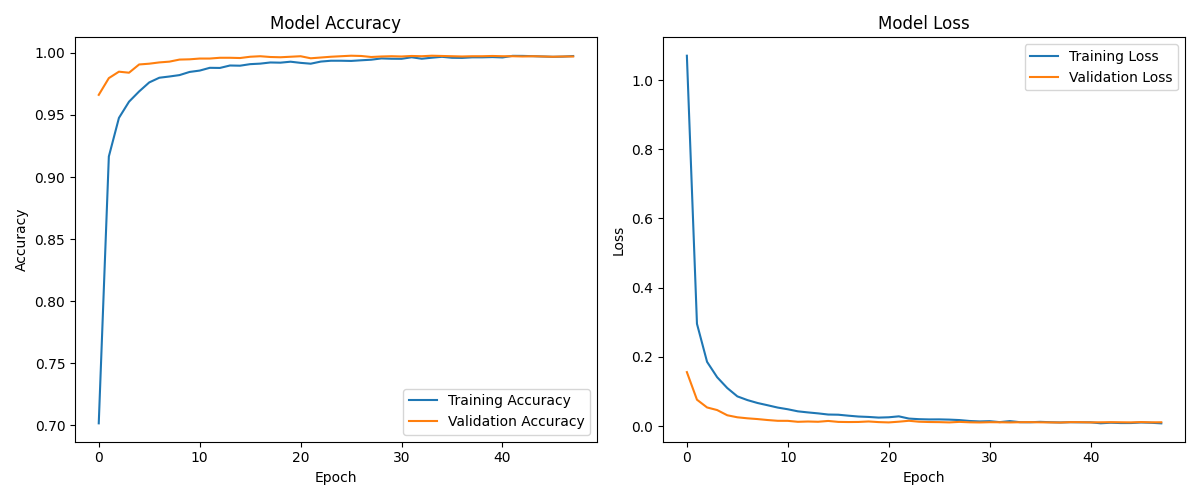 Model Accuracy
1.00
0.95
0.90
0.85
0.80
0.75
0.70
Accuracy
0
10
20
30
40
Epoch
Training Accuracy
Validation Accuracy
Model Loss
1.0
0.8
0.6
0.4
0.2
0.0
Loss
0
10
20
30
40
Epoch
Training Loss
Validation Loss